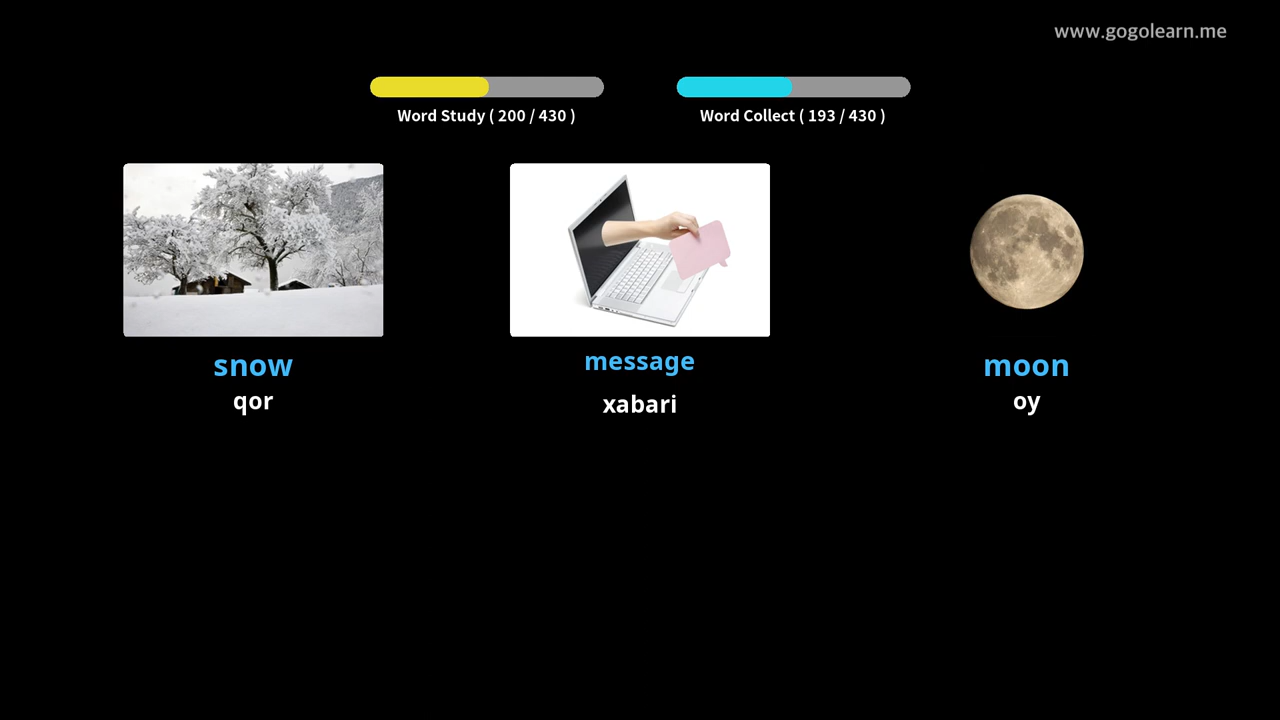 www.gogolearn.me
Word Study ( 200 / 430 )
Word Collect ( 193 / 430 )
snow
qor
message
xabari
moon
oy